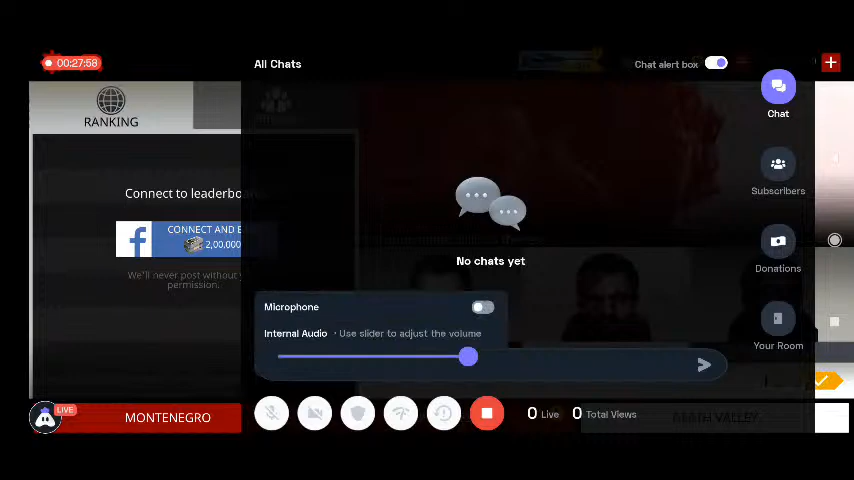 00:27:58
All Chats
Chat alert box
Chat
RANKING
Subscribers
Connect to leaderbo
CONNECT AND E
2,00,000
We'll never post without y
permission.
No chats yet
Donations
Microphone
Internal Audio • Use slider to adjust the volume
Your Room
LIVE
MONTENEGRO
0 Live
0 Total Views
DEATH VALLEY